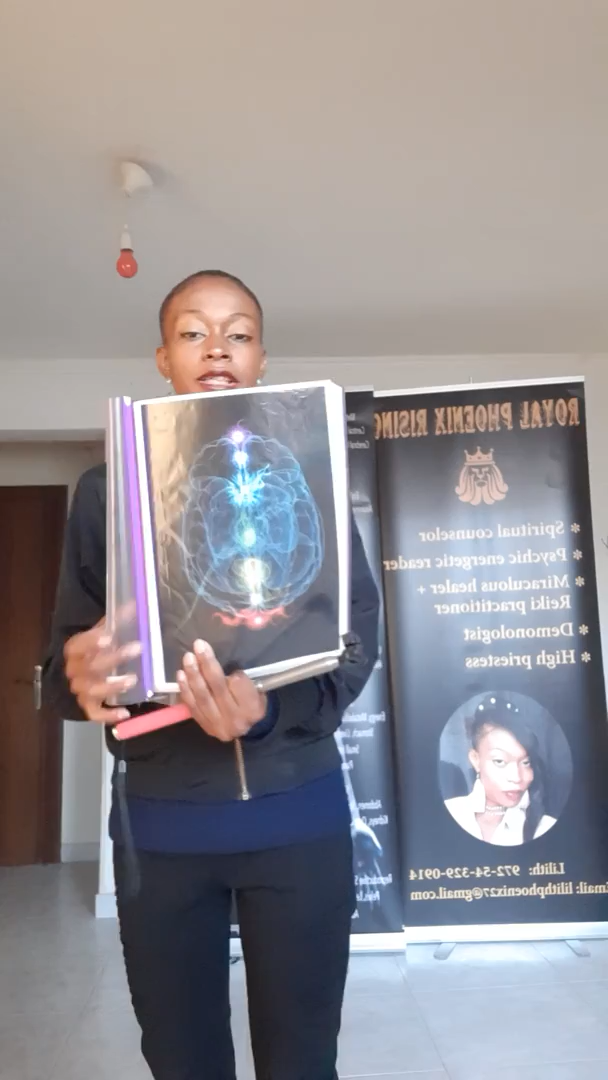 ROYAL PHOENIX RISING
* Spiritual counselor
* Psychic energetic reader
* Miraculous healer +
Reiki practitioner
* Demonologist
* High priestess
Lilith: 972-54-329-0914
Email: lilithphoenix27@gmail.com